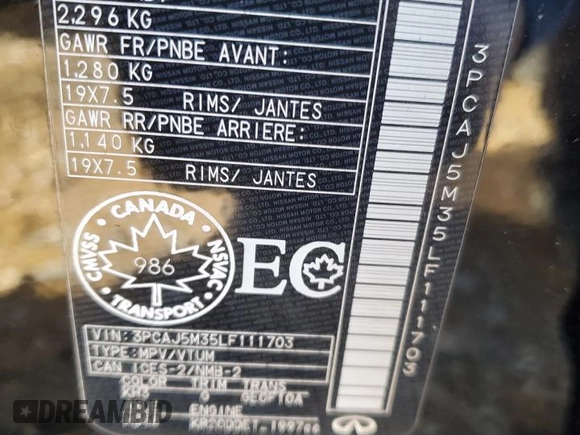 2,296 KG
GAWR FR/PNBE AVANT:
1,280 KG
19X7.5 RIMS/ JANTES
GAWR RR/PNBE ARRIERE:
1,140 KG
19X7.5 RIMS/ JANTES
CANADA
CMVSS
986
NSVAC
TRANSPORT
EC
VIN: 3PCAJ5M35LF111703
TYPE:MPV/VTUM
CAN ICES-2/NMB-2
COLOR TRIM TRANS
G
ENGINE
1997cc
3PCAJ5M35LF111703
DREAMBID